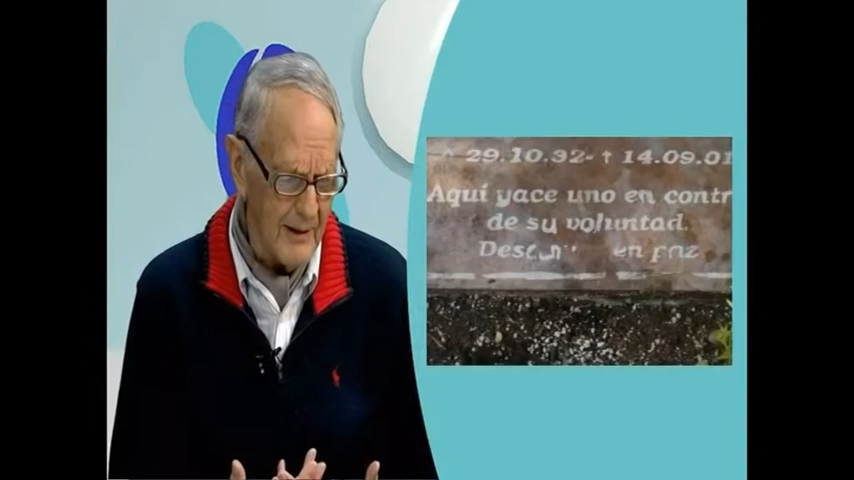 * 29.10.32- † 14.09.01
Aquí yace uno en contr
de su voluntad.
en paz